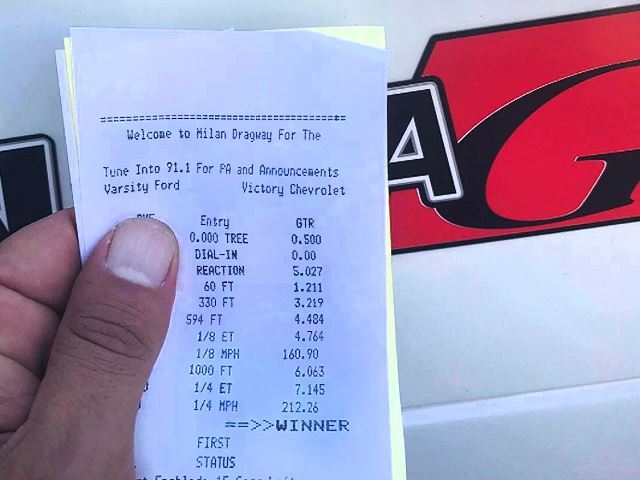 ===================================
Welcome to Milan Dragway For The
Tune Into 91.1 For PA and Announcements
Varsity Ford Victory Chevrolet
Entry GTR
0.000 TREE 0.500
DIAL-IN 0.00
REACTION 5.027
60 FT 1.211
330 FT 3.219
594 FT 4.484
1/8 ET 4.764
1/8 MPH 160.90
1000 FT 6.063
1/4 ET 7.145
1/4 MPH 212.26
==>>WINNER
FIRST
STATUS
N
A
G